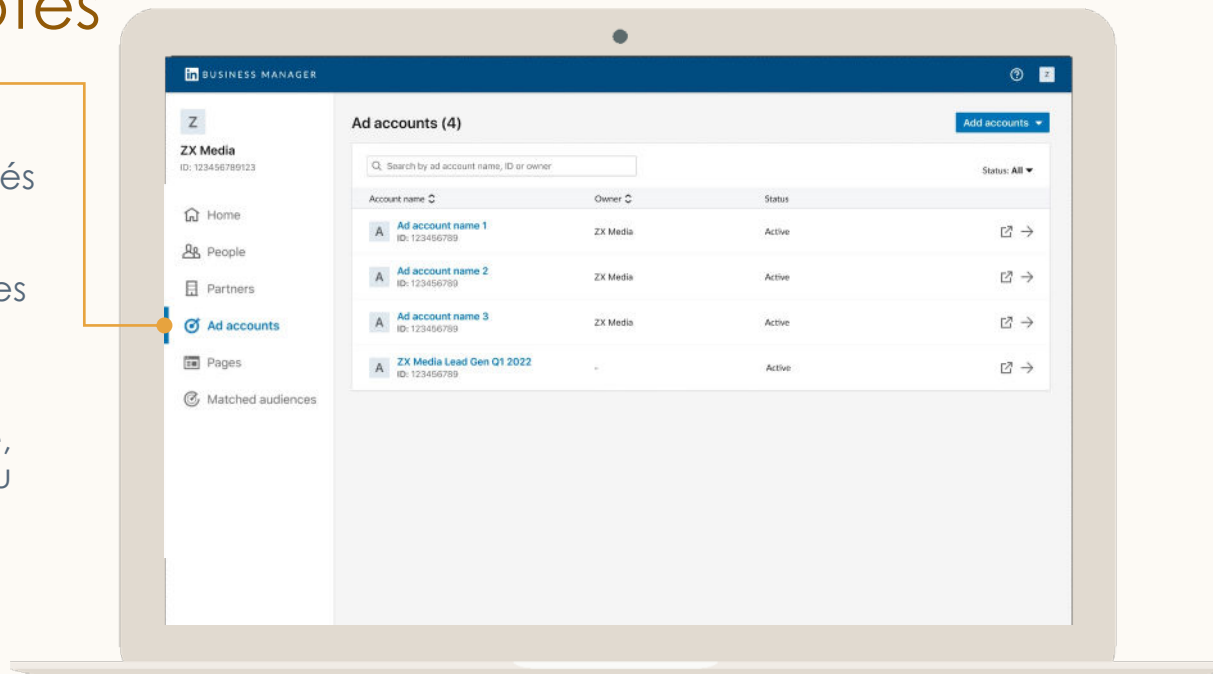 és
es
,
u
in BUSINESS MANAGER
Z
Z
ZX Media
ID: 123456789123
Home
People
Partners
Ad accounts
Pages
Matched audiences
Ad accounts (4)
Add accounts
Search by ad account name, ID or owner
Status: All
Account name Owner Status
A Ad account name 1 ZX Media Active
ID: 123456789
A Ad account name 2 ZX Media Active
ID: 123456789
A Ad account name 3 ZX Media Active
ID: 123456789
A ZX Media Lead Gen Q1 2022 - Active
ID: 123456789